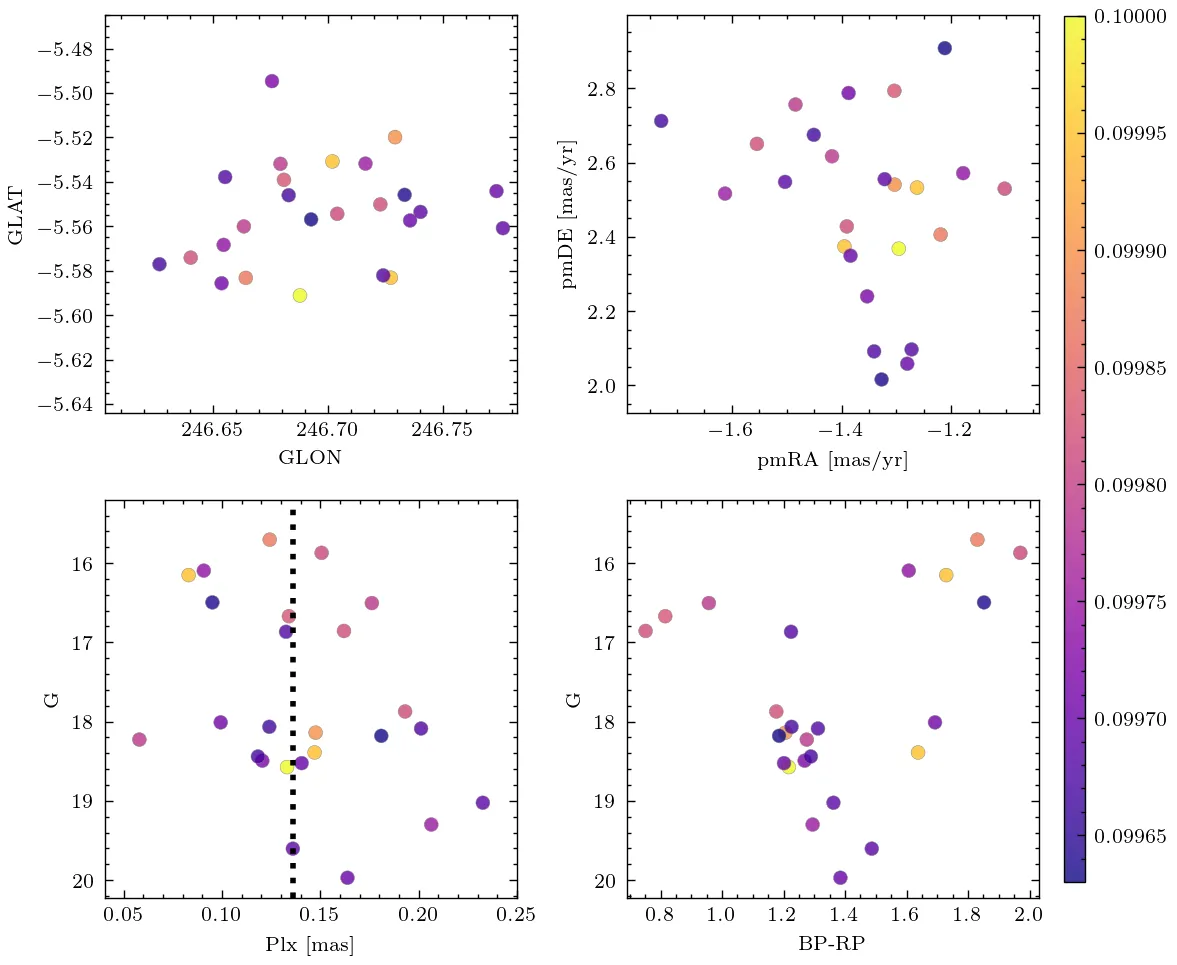 −5.48
−5.50
−5.52
−5.54
−5.56
−5.58
−5.60
−5.62
−5.64
GLAT
246.65 246.70 246.75
GLON
2.8
2.6
2.4
2.2
2.0
pmDE [mas/yr]
−1.6 −1.4 −1.2
pmRA [mas/yr]
16
17
18
19
20
G
0.05 0.10 0.15 0.20 0.25
Plx [mas]
16
17
18
19
20
G
0.8 1.0 1.2 1.4 1.6 1.8 2.0
BP-RP
0.10000
0.09995
0.09990
0.09985
0.09980
0.09975
0.09970
0.09965